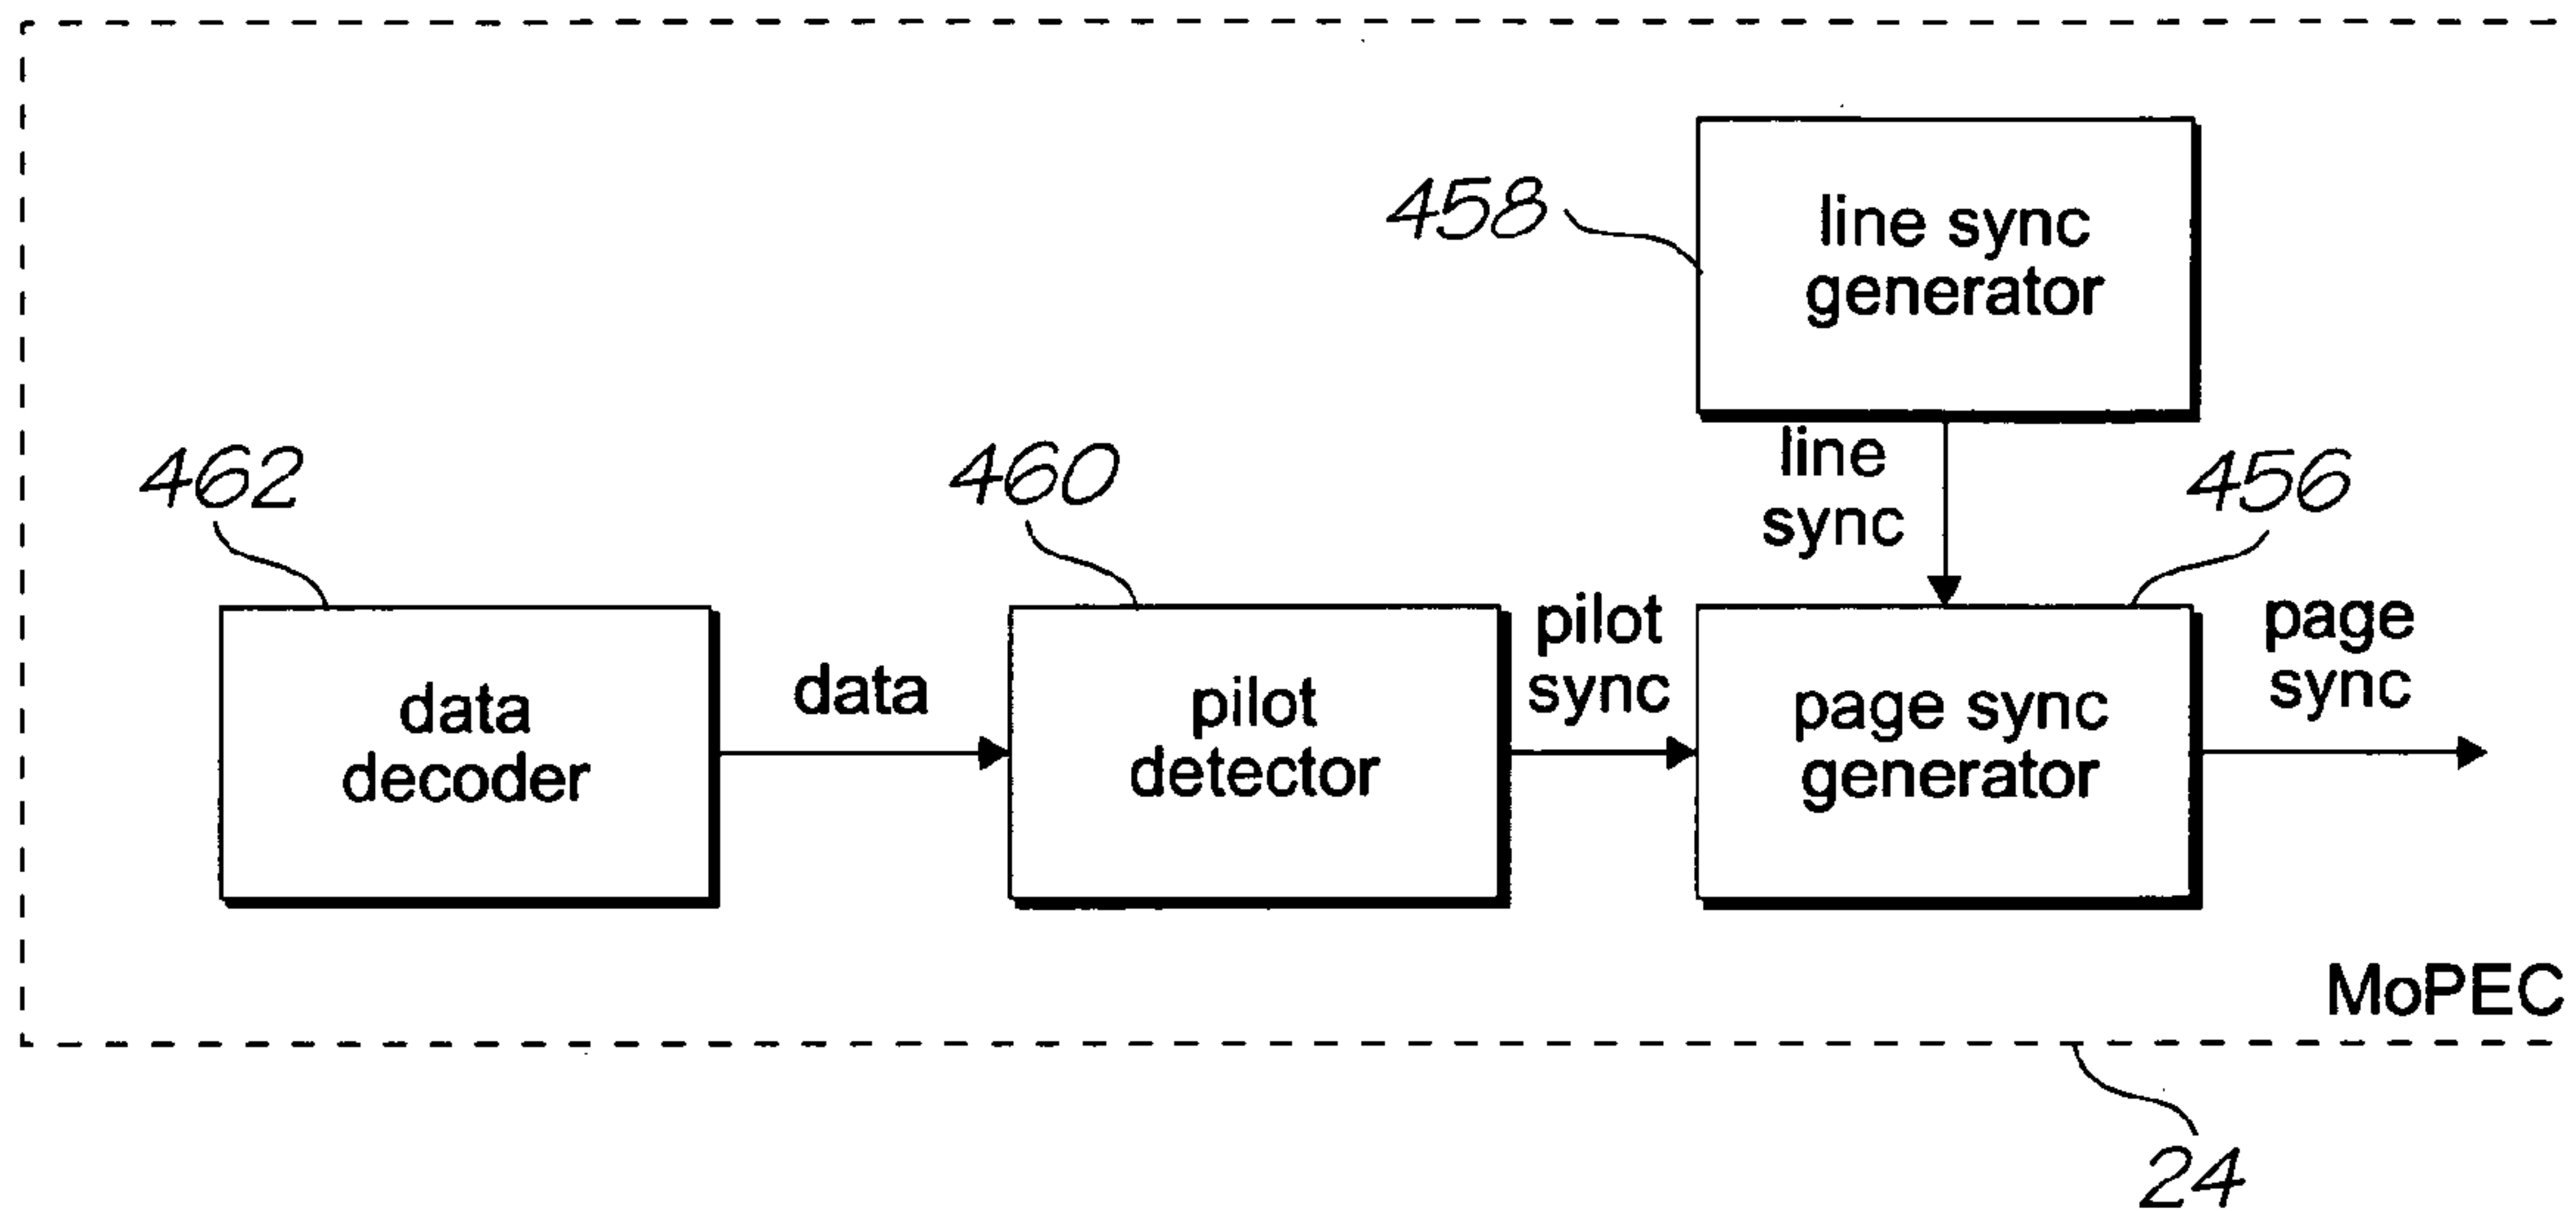 458
line sync
generator
line
sync
462
460
456
data
decoder
data
pilot
detector
pilot
sync
page sync
generator
page
sync
MoPEC
24